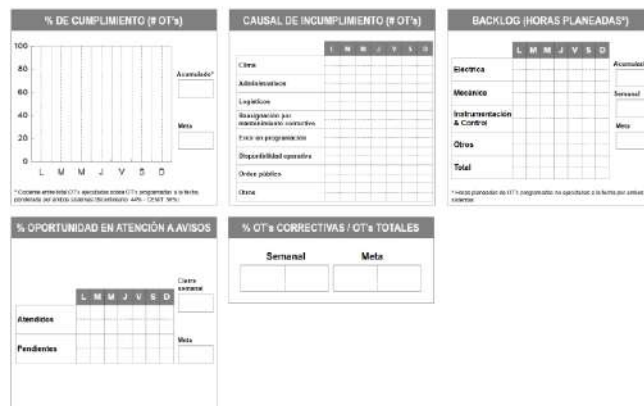 % DE CUMPLIMIENTO (# OT's)
100
80
60
40
20
0
L M M J V S D
Acumulado*
Meta
CAUSAL DE INCUMPLIMIENTO (# OT's)
L M M J V S D
Clima
Administrativos
Logísticos
Reasignación por
mantenimiento correctivo
Error en programación
Disponibilidad operativa
Orden público
Otros
BACKLOG (HORAS PLANEADAS*)
L M M J V S D
Eléctrica
Mecánica
Instrumentación
& Control
Otros
Total
Acumulad
Semanal
Meta
% OPORTUNIDAD EN ATENCIÓN A AVISOS
L M M J V S D
Atendidos
Pendientes
Cierre
semanal
Meta
% OT's CORRECTIVAS / OT's TOTALES
Semanal Meta